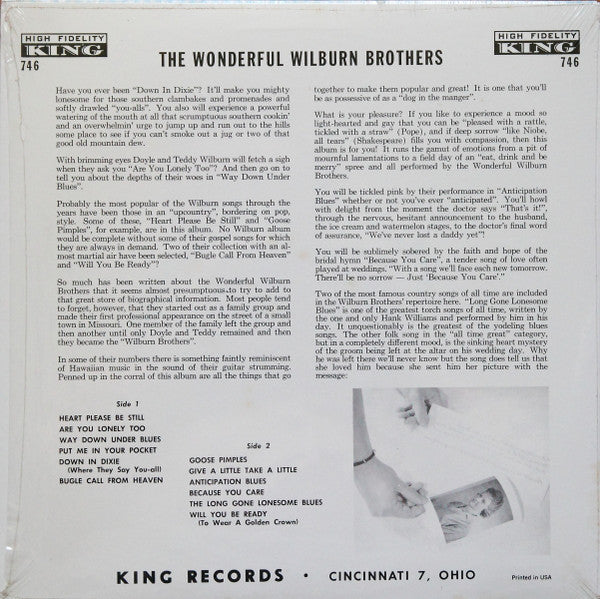 HIGH FIDELITY
KING
746
THE WONDERFUL WILBURN BROTHERS
HIGH FIDELITY
KING
746
Have you ever been "Down In Dixie"? It'll make you mighty
lonesome for those southern clambakes and promenades and
softly drawled "you-alls". You also will experience a powerful
watering of the mouth at all that scrumptuous southern cookin'
and an overwhelmin' urge to jump up and run out to the hills
some place to see if you can't smoke out a jug or two of that
good old mountain dew.
With brimming eyes Doyle and Teddy Wilburn will fetch a sigh
when they ask you "Are You Lonely Too"? And then go on to
tell you about the depths of their woes in "Way Down Under
Blues".
Probably the most popular of the Wilburn songs through the
years have been those in an "upcountry", bordering on pop,
style. Some of these, "Heart Please Be Still" and "Goose
Pimples", for example, are in this album. No Wilburn album
would be complete without some of their gospel songs for which
they are always in demand. Two of their collection with an al-
most martial air have been selected, "Bugle Call From Heaven"
and "Will You Be Ready"?
So much has been written about the Wonderful Wilburn
Brothers that it seems almost presumptuous to try to add to
that great store of biographical information. Most people tend
to forget, however, that they started out as a family group and
made their first professional appearance on the street of a small
town in Missouri. One member of the family left the group and
then another until only Doyle and Teddy remained and then
they became the "Wilburn Brothers".
In some of their numbers there is something faintly reminiscent
of Hawaiian music in the sound of their guitar strumming.
Penned up in the corral of this album are all the things that go
together to make them popular and great! It is one that you'll
be as possessive of as a "dog in the manger".
What is your pleasure? If you like to experience a mood so
light-hearted and gay that you can be "pleased with a rattle,
tickled with a straw" (Pope), and if deep sorrow "like Niobe,
all tears" (Shakespeare) fills you with compassion, then this
album is for you! It runs the gamut of emotions from a pit of
mournful lamentations to a field day of an "eat, drink and be
merry" spree and all performed by the Wonderful Wilburn
Brothers.
You will be tickled pink by their performance in "Anticipation
Blues" whether or not you've ever "anticipated". You'll howl
with delight from the moment the doctor says "That's it!",
through the nervous, hesitant announcement to the husband,
the ice cream and watermelon stages, to the doctor's final word
of assurance, "We've never lost a daddy yet"!
You will be sublimely sobered by the faith and hope of the
bridal hymn "Because You Care", a tender song of love often
played at weddings. "With a song we'll face each new tomorrow.
There'll be no sorrow — Just 'Because You Care'."
Two of the most famous country songs of all time are included
in the Wilburn Brothers' repertoire here. "Long Gone Lonesome
Blues" is one of the greatest torch songs of all time, written by
the one and only Hank Williams and performed by him in his
day. It unquestionably is the greatest of the yodeling blues
songs. The other folk song in the "all time great" category,
but in a completely different mood, is the sinking heart mystery
of the groom being left at the altar on his wedding day. Why
he was left there we'll never know but the song does tell us that
she loved him because she sent him her picture with the
message:
Side 1
HEART PLEASE BE STILL
ARE YOU LONELY TOO
WAY DOWN UNDER BLUES
PUT ME IN YOUR POCKET
DOWN IN DIXIE
(Where They Say You-all)
BUGLE CALL FROM HEAVEN
Side 2
GOOSE PIMPLES
GIVE A LITTLE TAKE A LITTLE
ANTICIPATION BLUES
BECAUSE YOU CARE
THE LONG GONE LONESOME BLUES
WILL YOU BE READY
(To Wear A Golden Crown)
KING RECORDS • CINCINNATI 7, OHIO
Printed in USA